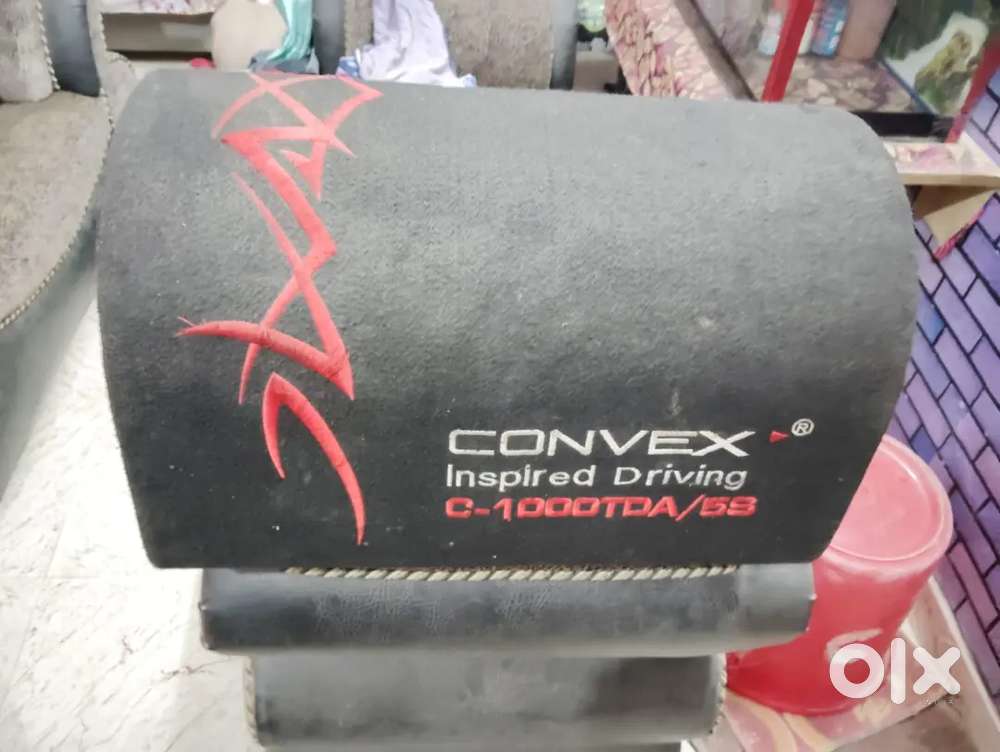 CONVEX ®
Inspired Driving
C-1000TDA/5S
olx